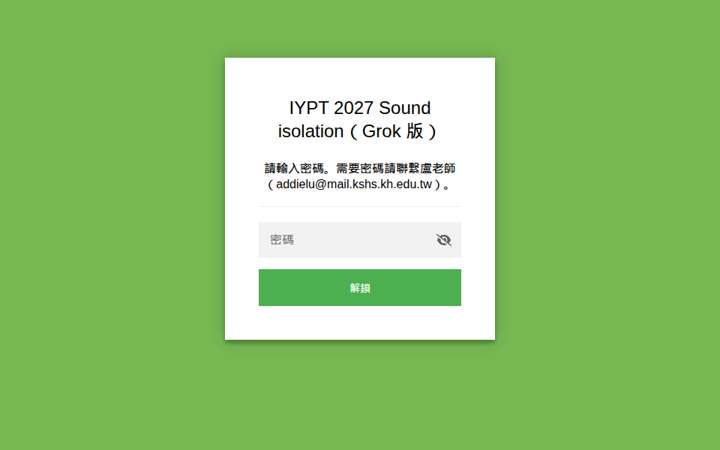 IYPT 2027 Sound
isolation（Grok 版）
請輸入密碼。需要密碼請聯繫盧老師
（addielu@mail.kshs.kh.edu.tw）。
密碼
解鎖